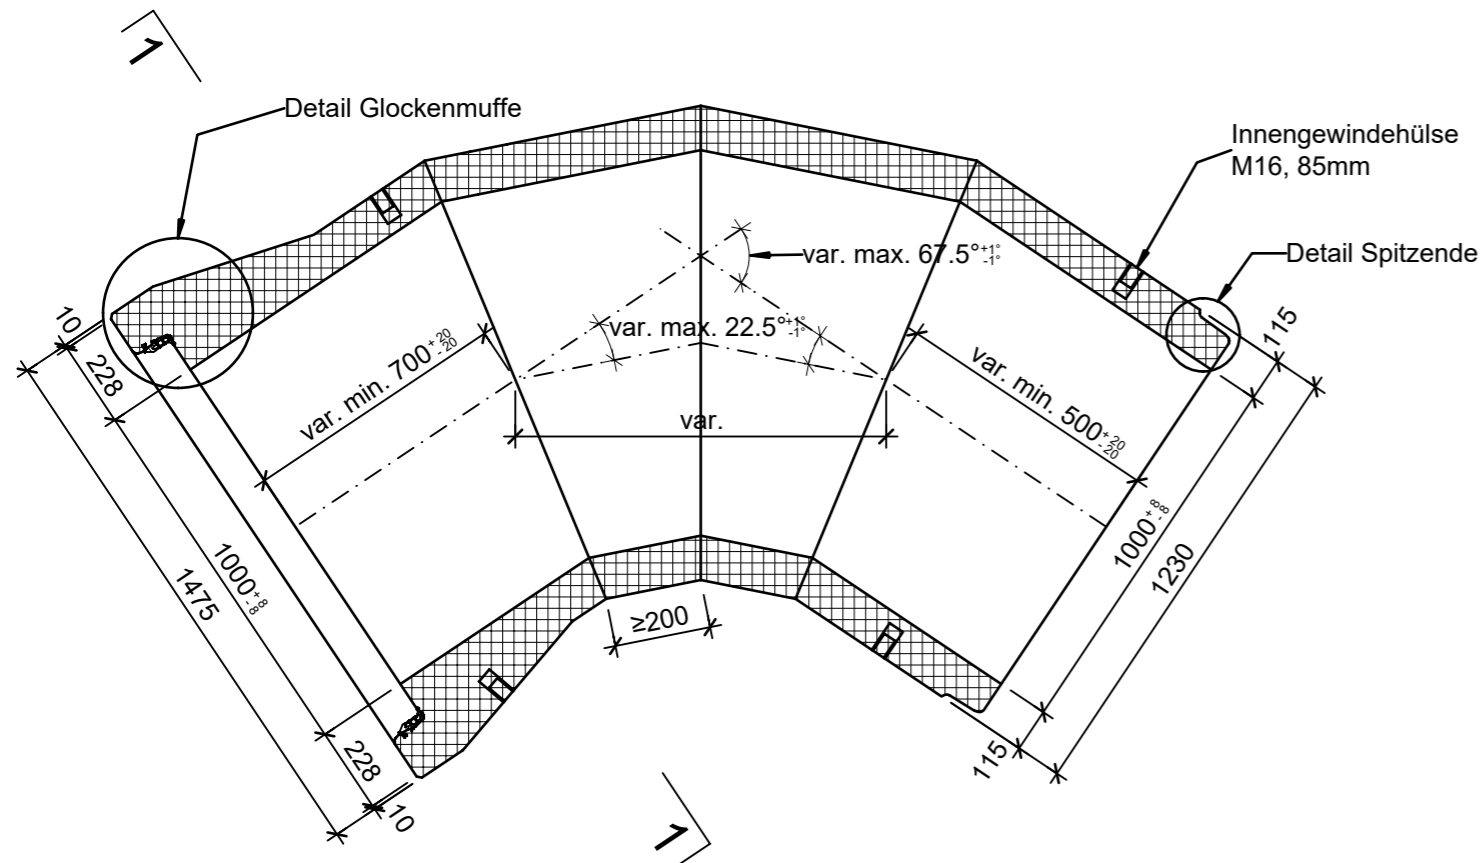 1
Detail Glockenmuffe
Innengewindehülse
M16, 85mm
Detail Spitzende
var. max. 67.5°+1° -1°
var. max. 22.5°+1° -1°
var. min. 700+20 -20
var. min. 500+20 -20
var.
10
228
1000+8 -8
1475
228
10
≥200
115
1000+8 -8
1230
115
1